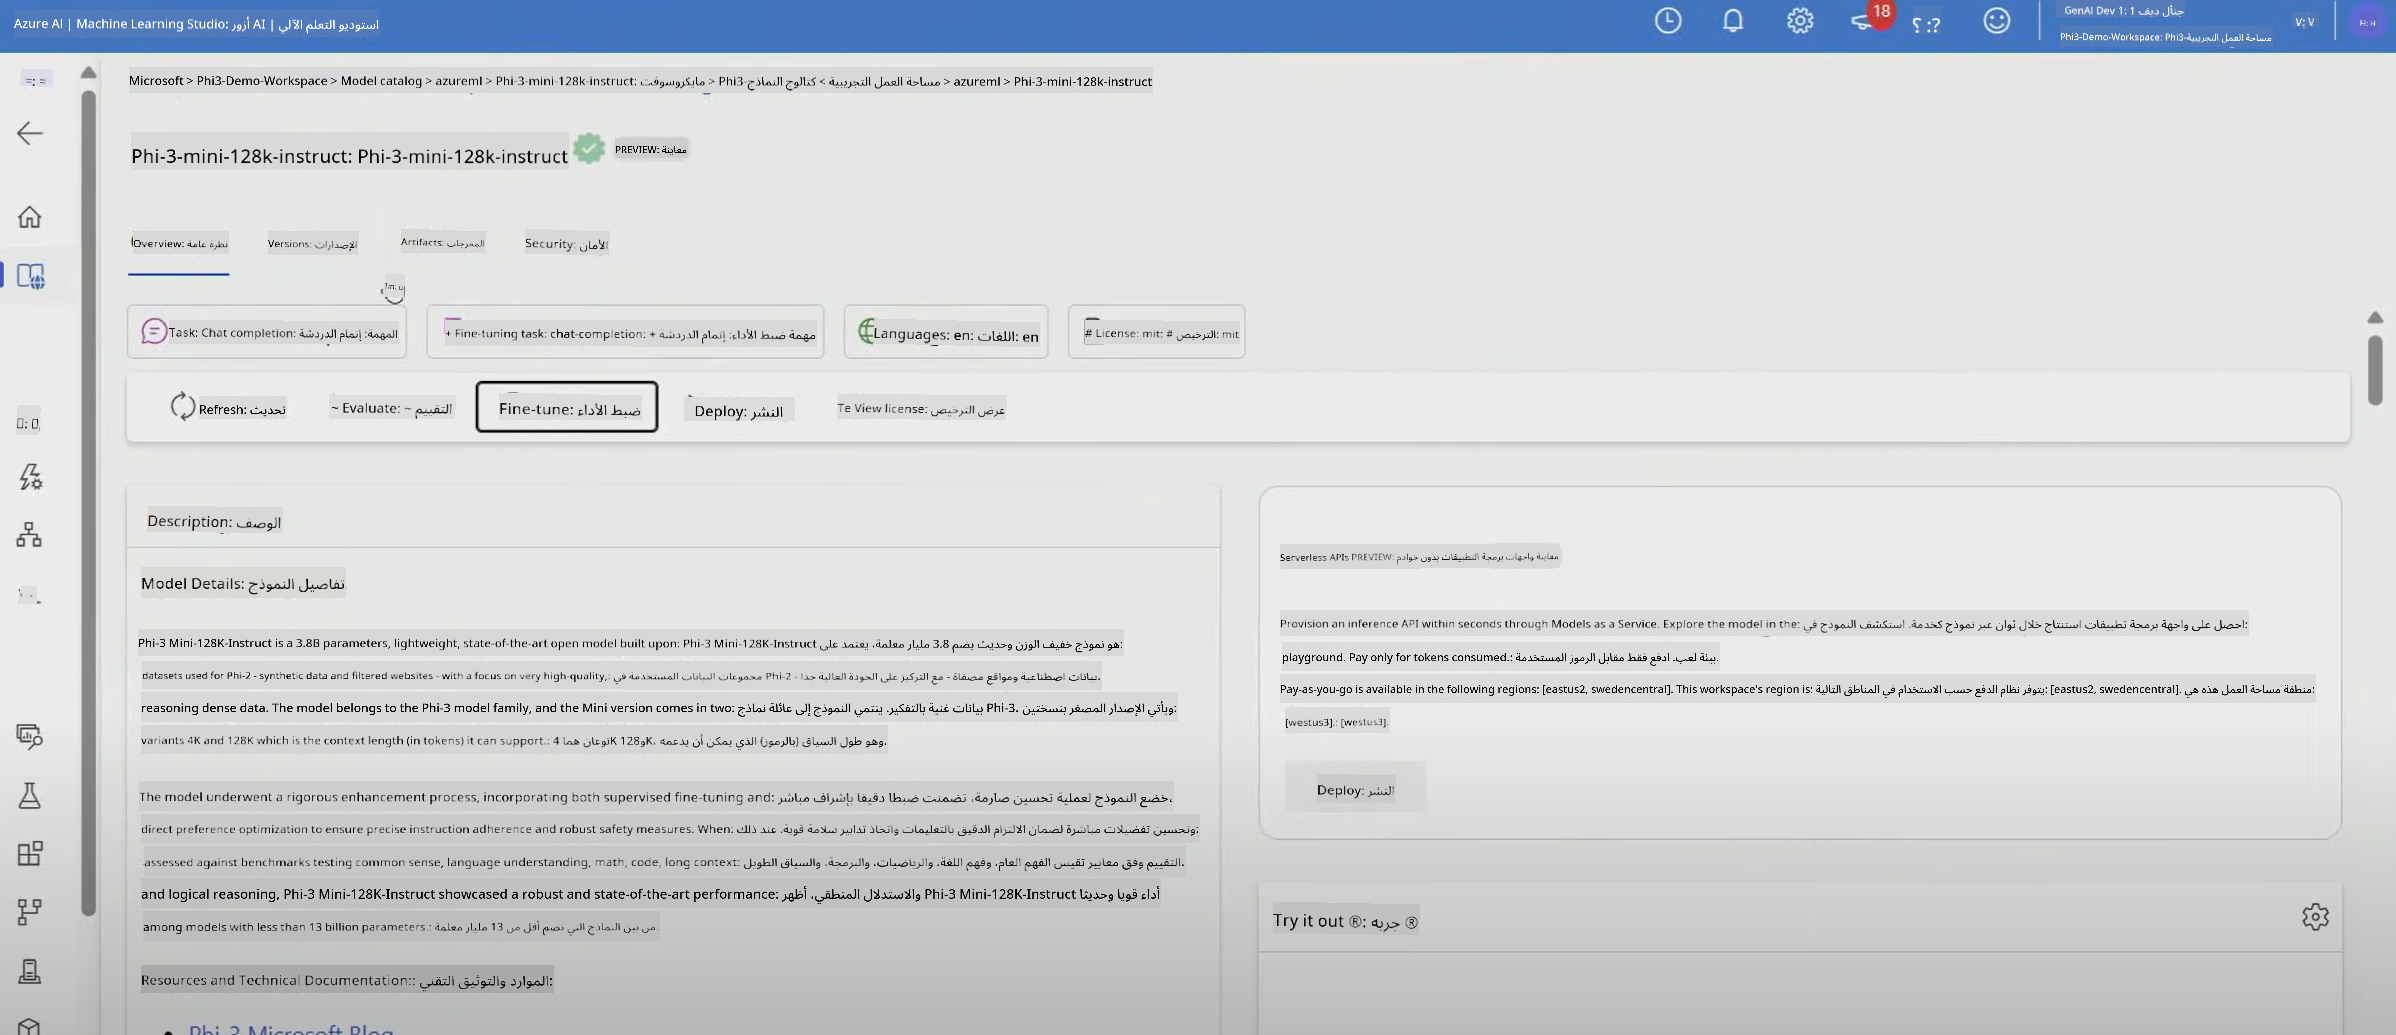 Azure AI | Machine Learning Studio: أزور AI | استوديو التعلم الآلي
18
؟ :?
GenAI Dev 1: جنأل ديف 1
Phi3-Demo-Workspace: Phi3-مساحة العمل التجريبية
V: V
H: H
Microsoft > Phi3-Demo-Workspace > Model catalog > azureml > Phi-3-mini-128k-instruct: مايكروسوفت > Phi3-مساحة العمل التجريبية > كتالوج النماذج > azureml > Phi-3-mini-128k-instruct
Phi-3-mini-128k-instruct: Phi-3-mini-128k-instruct
PREVIEW: معاينة
Overview: نظرة عامة
Versions: الإصدارات
Artifacts: المخرجات
Security: الأمان
Task: Chat completion: المهمة: إتمام الدردشة
+ Fine-tuning task: chat-completion: + مهمة ضبط الأداء: إتمام الدردشة
Languages: en: اللغات: en
# License: mit: # الترخيص: mit
Refresh: تحديث
~ Evaluate: ~ التقييم
Fine-tune: ضبط الأداء
Deploy: النشر
Te View license: عرض الترخيص
Description: الوصف
Model Details: تفاصيل النموذج
Phi-3 Mini-128K-Instruct is a 3.8B parameters, lightweight, state-of-the-art open model built upon: Phi-3 Mini-128K-Instruct هو نموذج خفيف الوزن وحديث يضم 3.8 مليار معلمة، يعتمد على:
datasets used for Phi-2 - synthetic data and filtered websites - with a focus on very high-quality,: مجموعات البيانات المستخدمة في Phi-2 - بيانات اصطناعية ومواقع مصفاة - مع التركيز على الجودة العالية جدا،
reasoning dense data. The model belongs to the Phi-3 model family, and the Mini version comes in two: بيانات غنية بالتفكير. ينتمي النموذج إلى عائلة نماذج Phi-3، ويأتي الإصدار المصغر بنسختين:
variants 4K and 128K which is the context length (in tokens) it can support.: نوعان هما 4K و128K، وهو طول السياق (بالرموز) الذي يمكن أن يدعمه.
The model underwent a rigorous enhancement process, incorporating both supervised fine-tuning and: خضع النموذج لعملية تحسين صارمة، تضمنت ضبطا دقيقا بإشراف مباشر،
direct preference optimization to ensure precise instruction adherence and robust safety measures. When: وتحسين تفضيلات مباشرة لضمان الالتزام الدقيق بالتعليمات واتخاذ تدابير سلامة قوية. عند ذلك:
assessed against benchmarks testing common sense, language understanding, math, code, long context: التقييم وفق معايير تقيس الفهم العام، وفهم اللغة، والرياضيات، والبرمجة، والسياق الطويل،
and logical reasoning, Phi-3 Mini-128K-Instruct showcased a robust and state-of-the-art performance: والاستدلال المنطقي، أظهر Phi-3 Mini-128K-Instruct أداء قويا وحديثا
among models with less than 13 billion parameters.: من بين النماذج التي تضم أقل من 13 مليار معلمة.
Resources and Technical Documentation:: الموارد والتوثيق التقني:
Phi-3 Microsoft Blog
Serverless APIs PREVIEW: معاينة واجهات برمجة التطبيقات بدون خوادم
Provision an inference API within seconds through Models as a Service. Explore the model in the: احصل على واجهة برمجة تطبيقات استنتاج خلال ثوان عبر نموذج كخدمة. استكشف النموذج في:
playground. Pay only for tokens consumed.: بيئة لعب. ادفع فقط مقابل الرموز المستخدمة.
Pay-as-you-go is available in the following regions: [eastus2, swedencentral]. This workspace's region is: يتوفر نظام الدفع حسب الاستخدام في المناطق التالية: [eastus2, swedencentral]. منطقة مساحة العمل هذه هي:
[westus3].: [westus3].
Deploy: النشر
Try it out ®: جربه ®